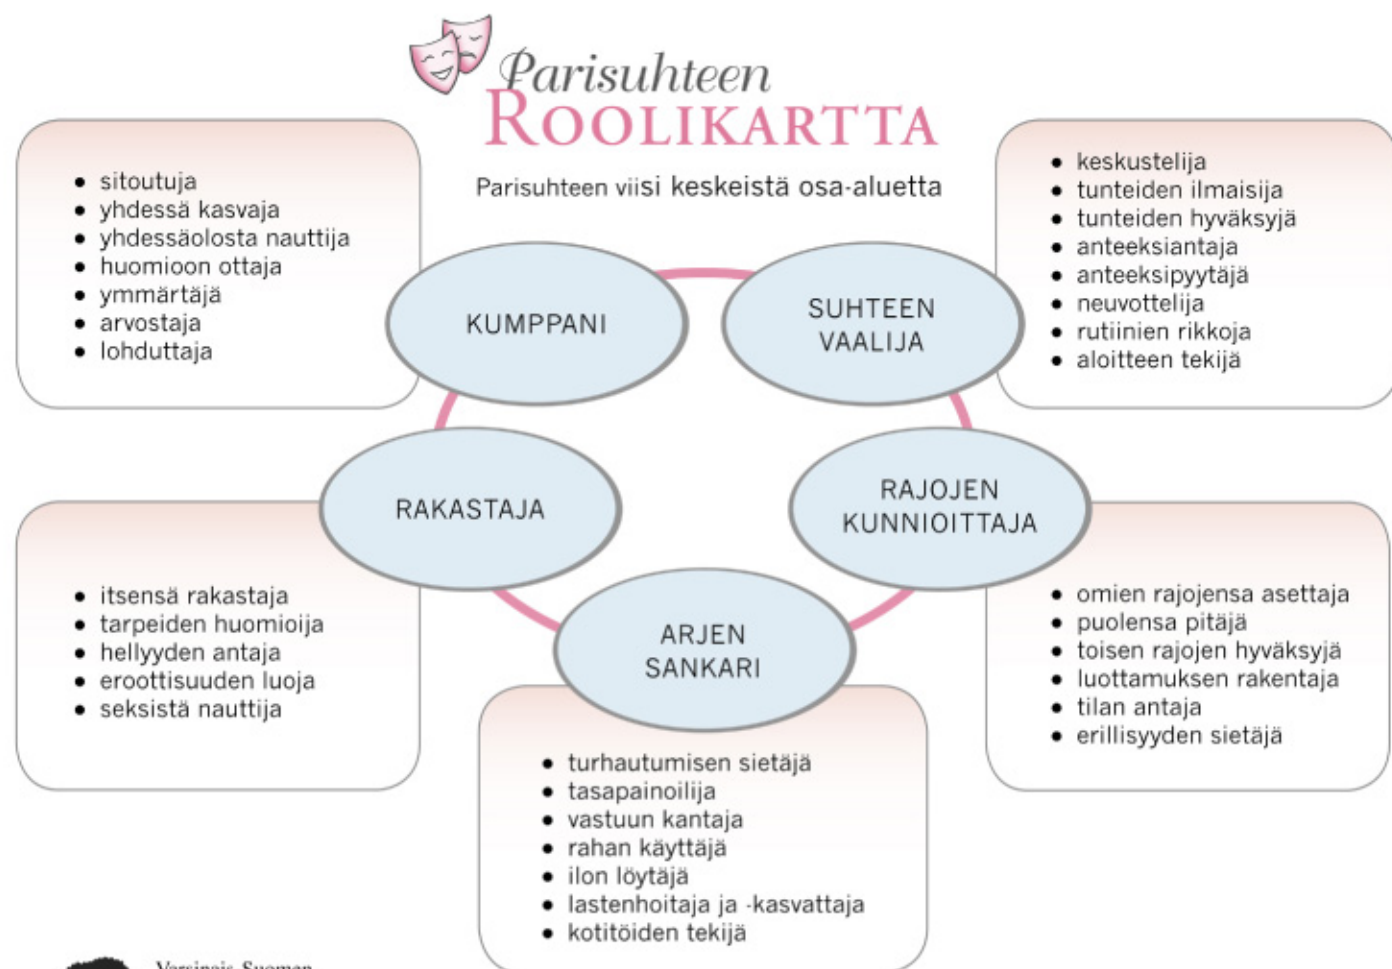 Parisuhteen
ROOLIKARTTA
Parisuhteen viisi keskeistä osa-aluetta
• sitoutuja
• yhdessä kasvaja
• yhdessäolosta nauttija
• huomioon ottaja
• ymmärtäjä
• arvostaja
• lohduttaja
KUMPPANI
SUHTEEN
VAALIJA
• keskustelija
• tunteiden ilmaisija
• tunteiden hyväksyjä
• anteeksiantaja
• anteeksipyytäjä
• neuvottelija
• rutiinien rikkoja
• aloitteen tekijä
RAKASTAJA
• itsensä rakastaja
• tarpeiden huomioija
• hellyyden antaja
• eroottisuuden luoja
• seksistä nauttija
RAJOJEN
KUNNIOITTAJA
• omien rajojensa asettaja
• puolensa pitäjä
• toisen rajojen hyväksyjä
• luottamuksen rakentaja
• tilan antaja
• erillisyyden sietäjä
ARJEN
SANKARI
• turhautumisen sietäjä
• tasapainoilija
• vastuun kantaja
• rahan käyttäjä
• ilon löytäjä
• lastenhoitaja ja -kasvattaja
• kotitöiden tekijä
Varsinais-Suomen